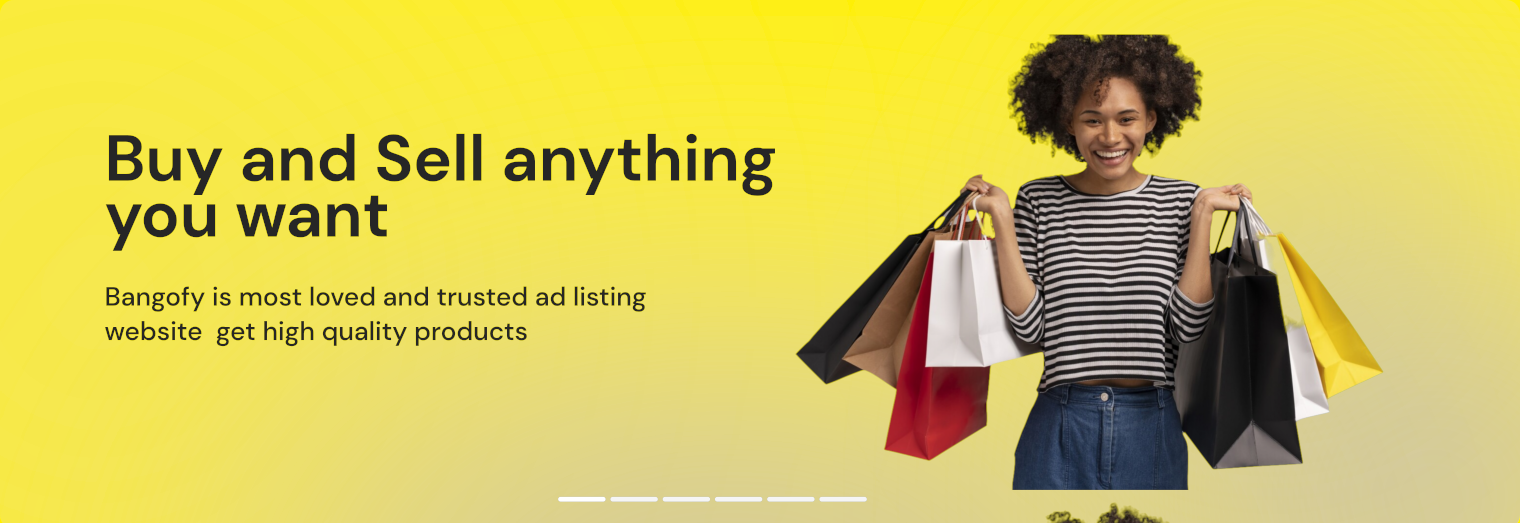 Buy and Sell anything
you want
Bangofy is most loved and trusted ad listing
website  get high quality products